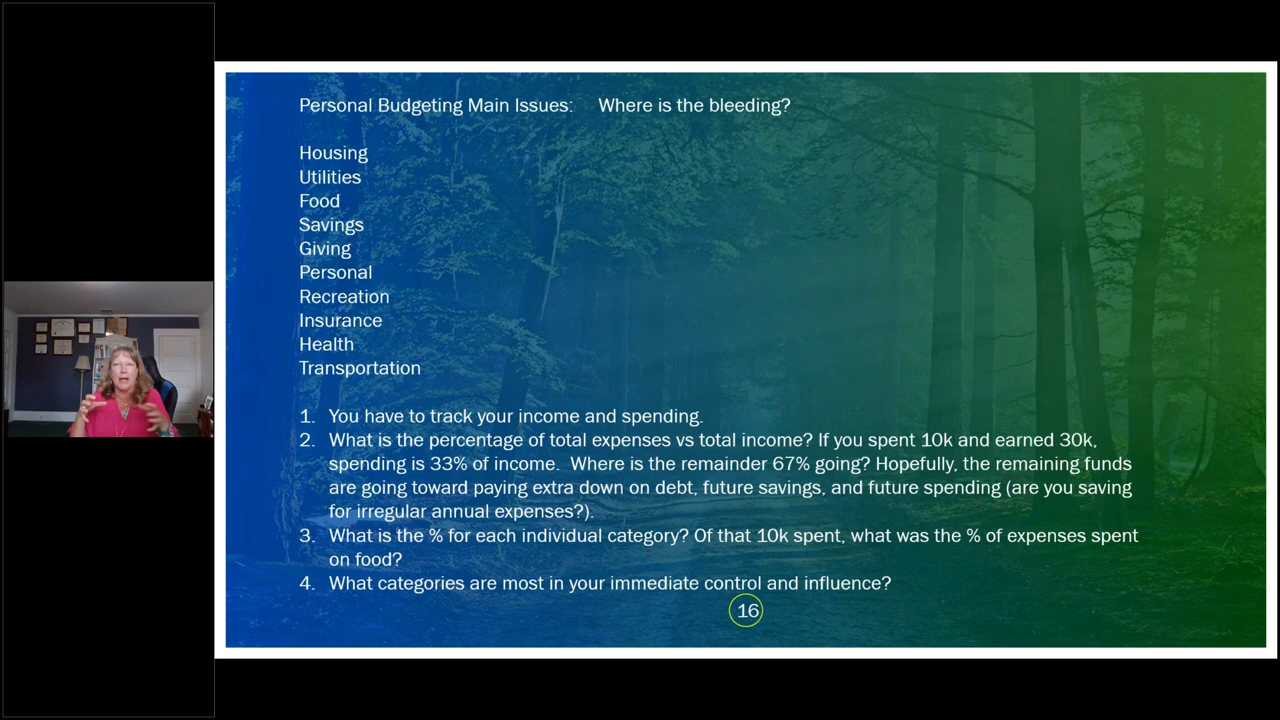 Personal Budgeting Main Issues: Where is the bleeding?
Housing
Utilities
Food
Savings
Giving
Personal
Recreation
Insurance
Health
Transportation
1. You have to track your income and spending.
2. What is the percentage of total expenses vs total income? If you spent 10k and earned 30k,
spending is 33% of income. Where is the remainder 67% going? Hopefully, the remaining funds
are going toward paying extra down on debt, future savings, and future spending (are you saving
for irregular annual expenses?).
3. What is the % for each individual category? Of that 10k spent, what was the % of expenses spent
on food?
4. What categories are most in your immediate control and influence?
16